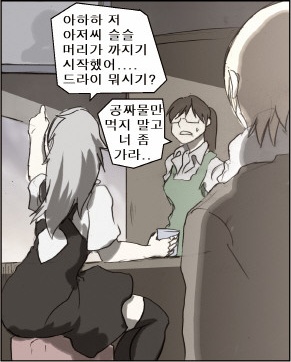 아하하 저
아저씨 슬슬
머리가 까지기
시작했어....
드라이 뭐시기?
공짜물만
먹지 말고
너 좀
가라..